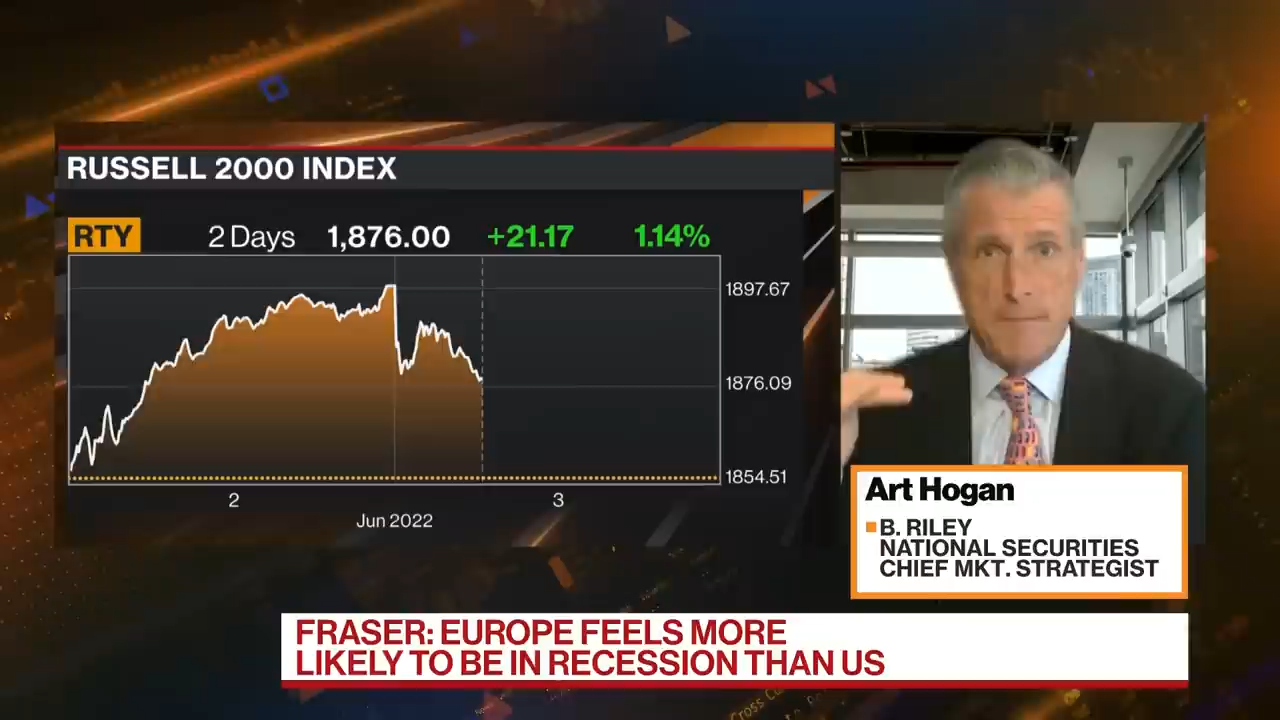 RUSSELL 2000 INDEX
RTY 2 Days 1,876.00 +21.17 1.14%
1897.67
1876.09
1854.51
2 3
Jun 2022
Art Hogan
B. RILEY
NATIONAL SECURITIES
CHIEF MKT. STRATEGIST
FRASER: EUROPE FEELS MORE
LIKELY TO BE IN RECESSION THAN US
Cross Cu